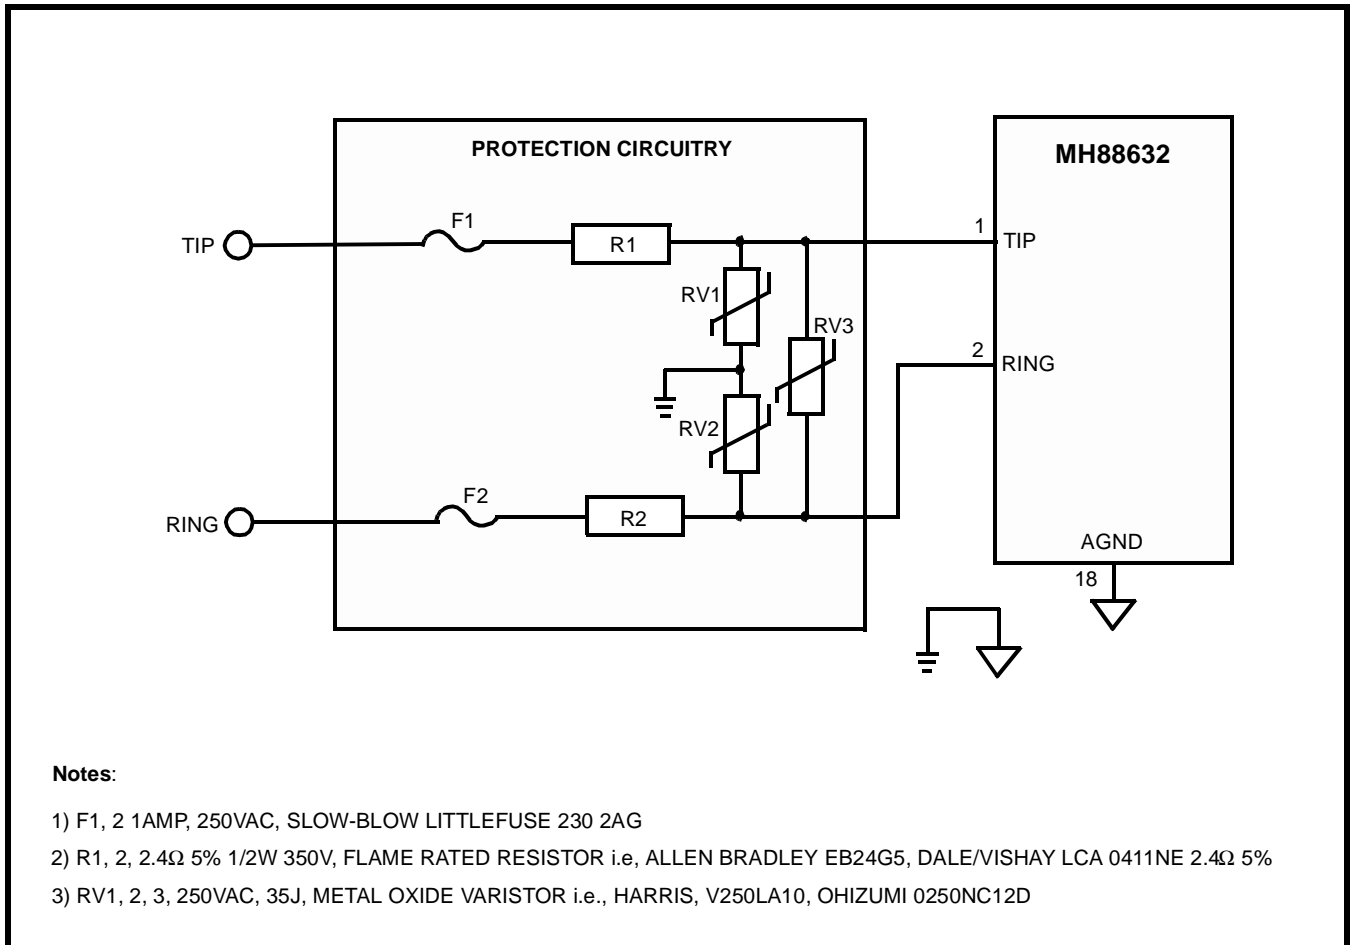 PROTECTION CIRCUITRY
MH88632
F1
TIP
R1
1
TIP
RV1
RV3
2
RING
RV2
F2
RING
R2
AGND
18
Notes:
1) F1, 2 1AMP, 250VAC, SLOW-BLOW LITTLEFUSE 230 2AG
2) R1, 2, 2.4Ω 5% 1/2W 350V, FLAME RATED RESISTOR i.e, ALLEN BRADLEY EB24G5, DALE/VISHAY LCA 0411NE 2.4Ω 5%
3) RV1, 2, 3, 250VAC, 35J, METAL OXIDE VARISTOR i.e., HARRIS, V250LA10, OHIZUMI 0250NC12D